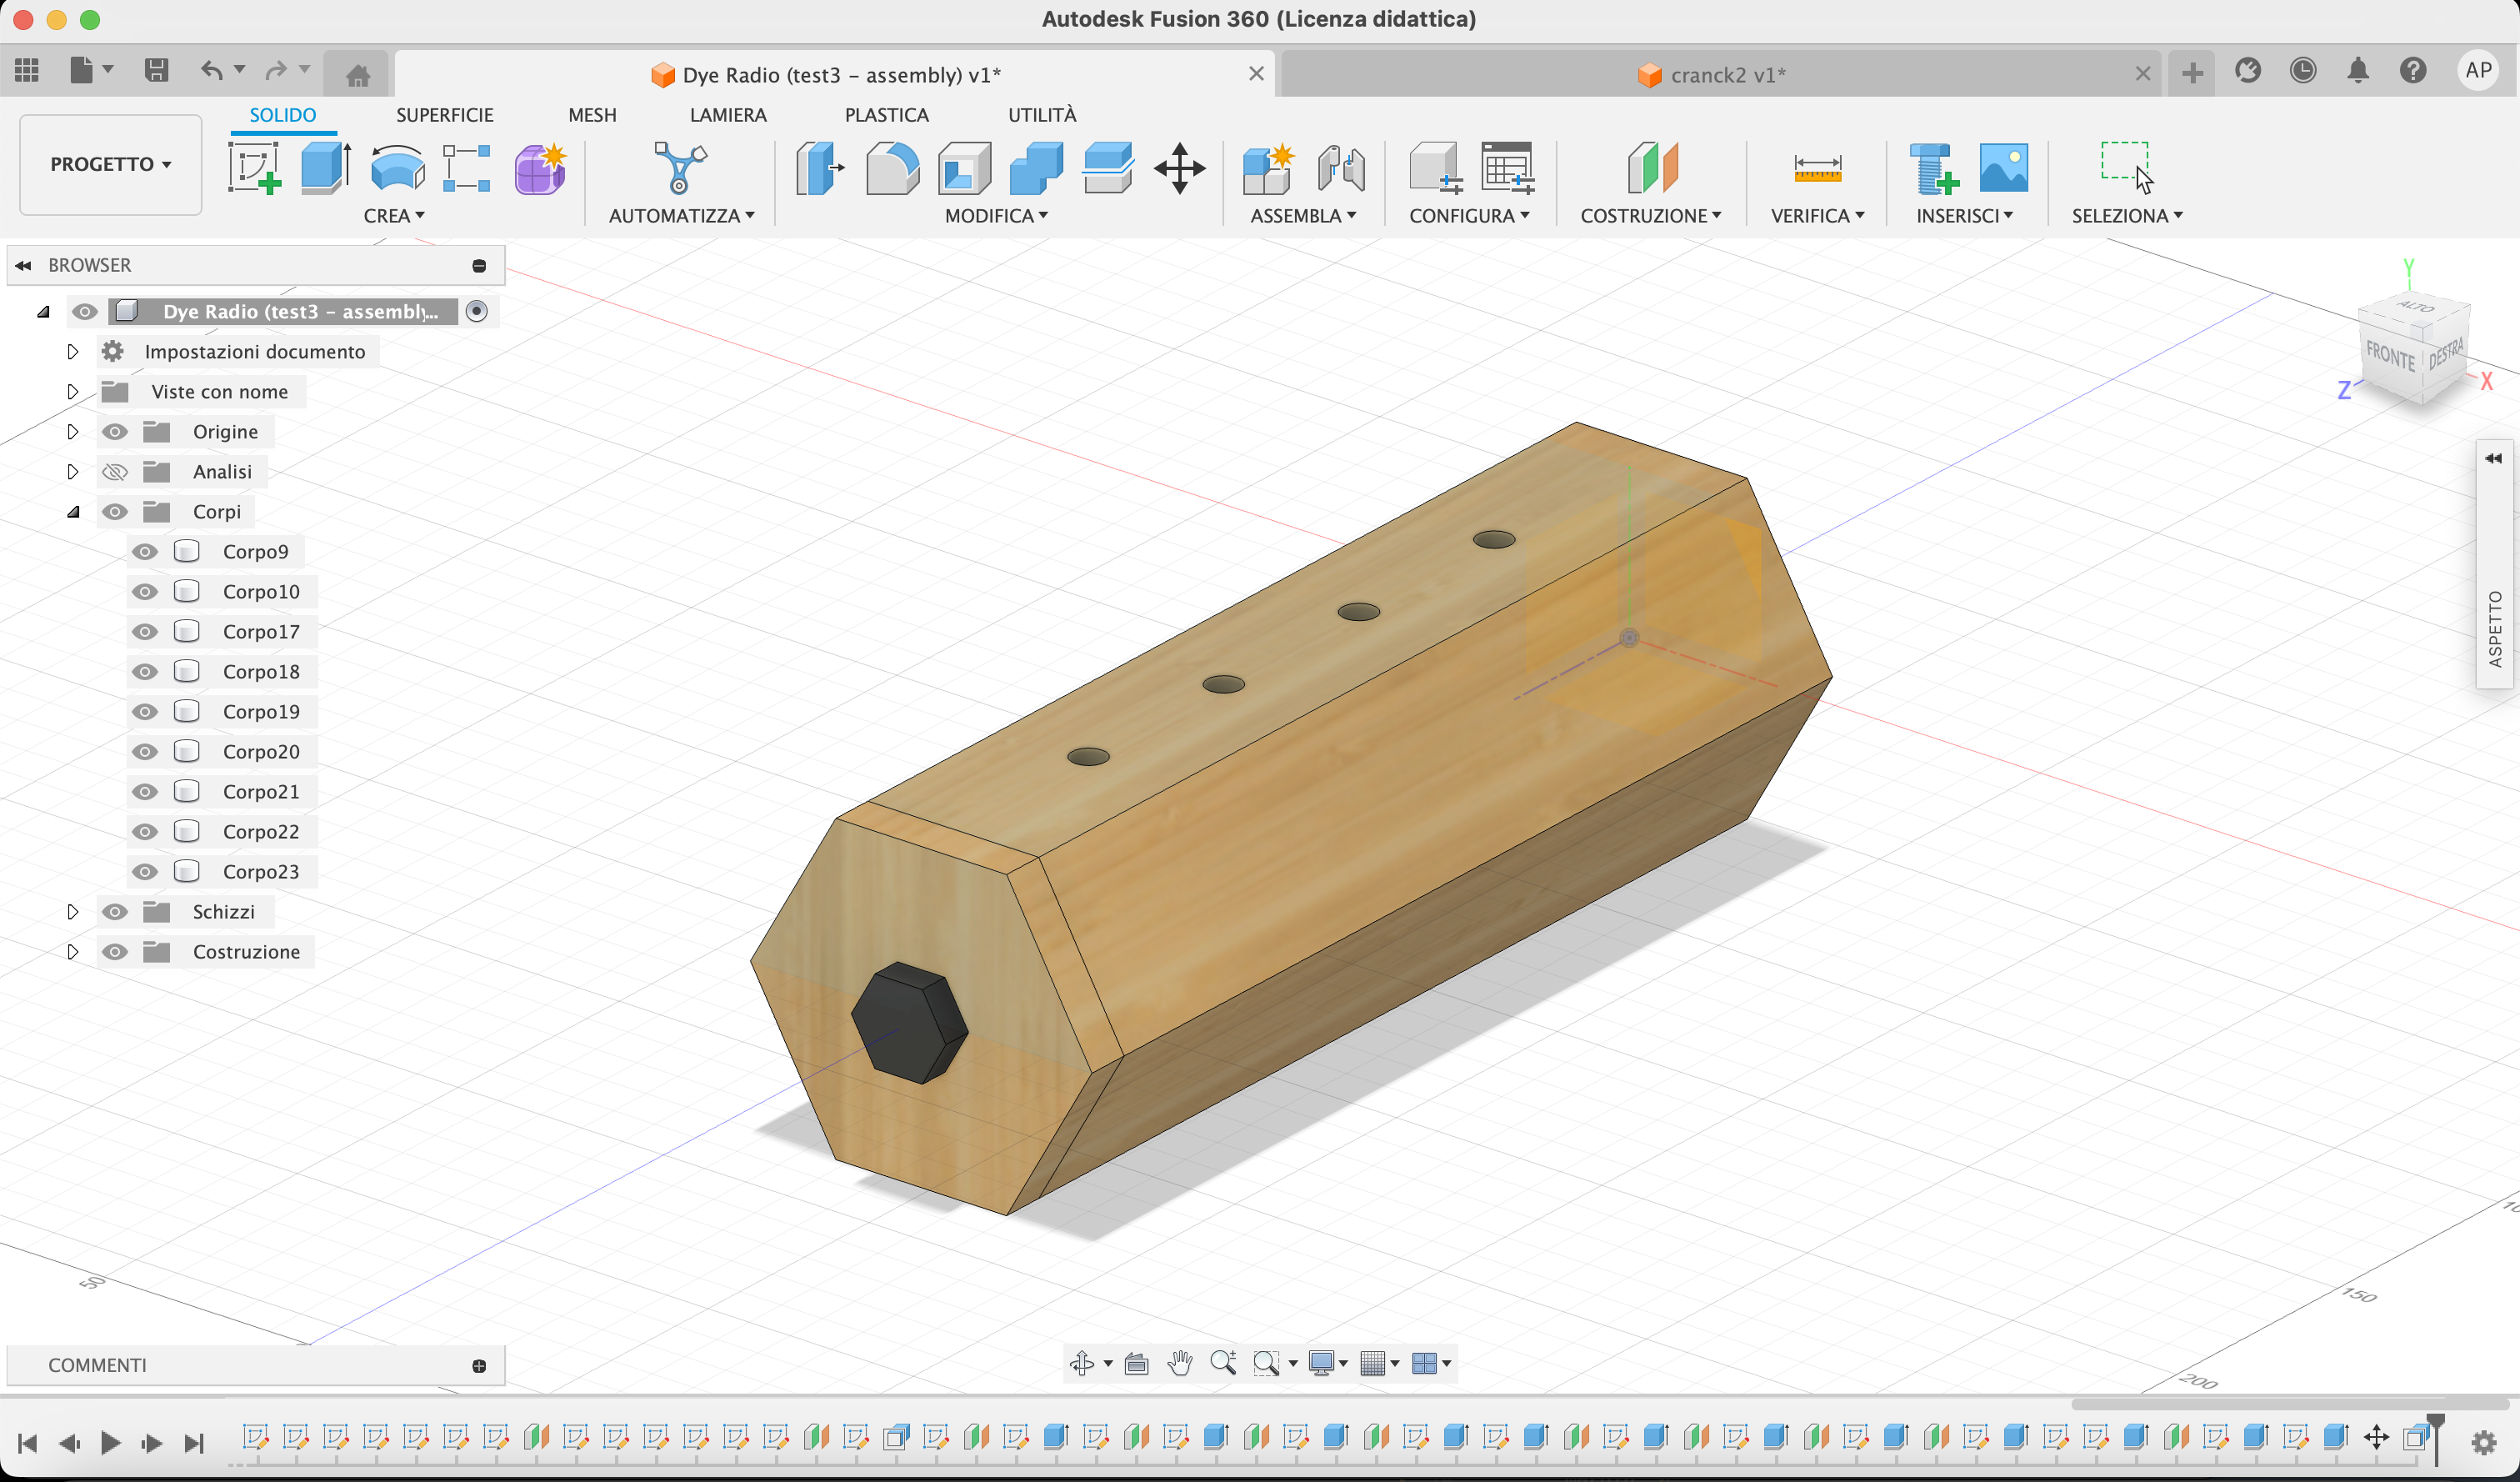 Autodesk Fusion 360 (Licenza didattica)
Dye Radio (test3 – assembly) v1*
cranck2 v1*
AP
SOLIDO
SUPERFICIE
MESH
LAMIERA
PLASTICA
UTILITÀ
PROGETTO
CREA
AUTOMATIZZA
MODIFICA
ASSEMBLA
CONFIGURA
COSTRUZIONE
VERIFICA
INSERISCI
SELEZIONA
BROWSER
Dye Radio (test3 – assembly...
Impostazioni documento
Viste con nome
Origine
Analisi
Corpi
Corpo9
Corpo10
Corpo17
Corpo18
Corpo19
Corpo20
Corpo21
Corpo22
Corpo23
Schizzi
Costruzione
Y
ALTO
FRONTE
DESTRA
Z
X
ASPETTO
50
150
200
COMMENTI